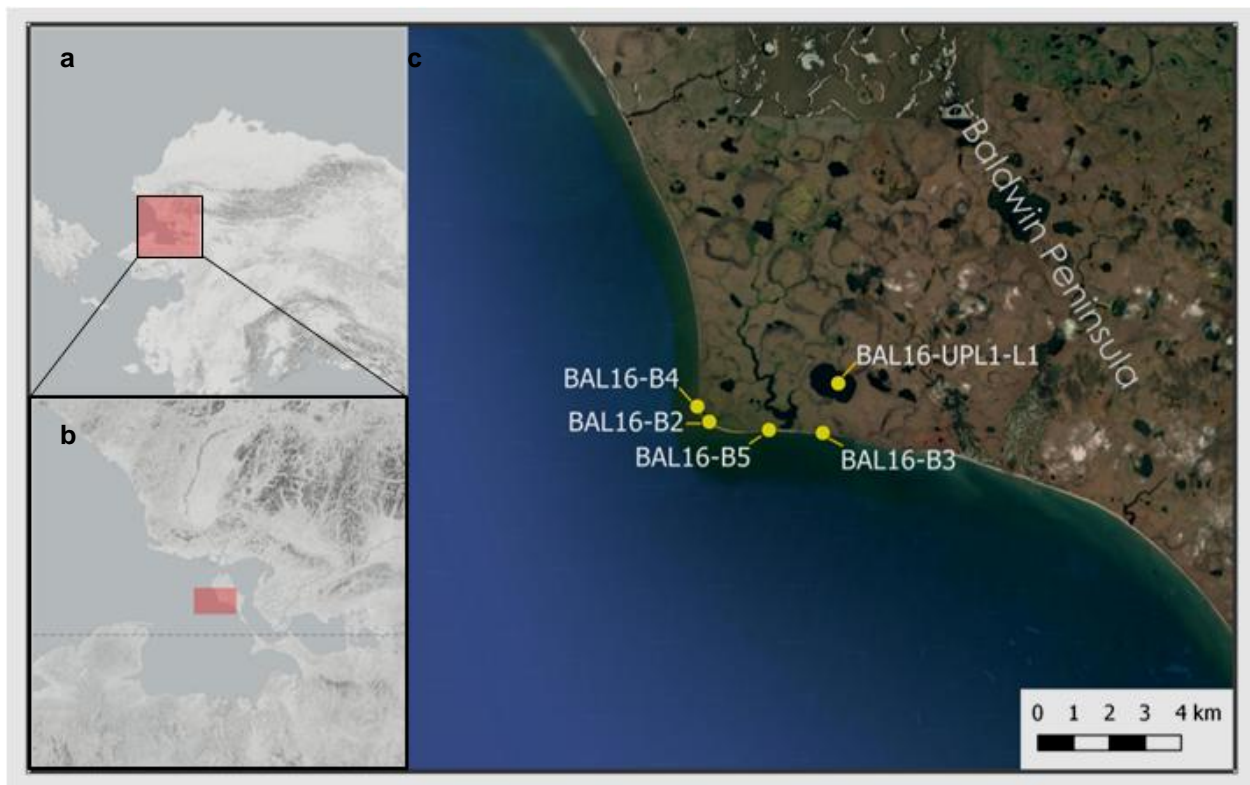 a
c
b
Baldwin Peninsula
BAL16-UPL1-L1
BAL16-B4
BAL16-B2
BAL16-B5
BAL16-B3
0 1 2 3 4 km